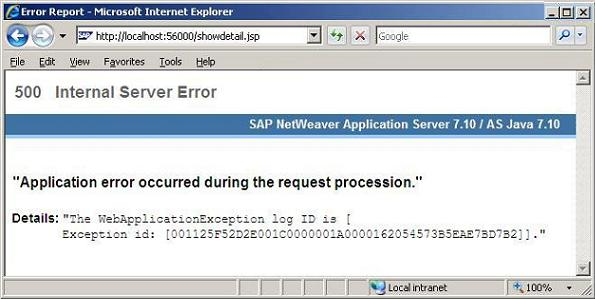 Error Report - Microsoft Internet Explorer
SAP http://localhost:56000/showdetail.jsp Google
File Edit View Favorites Tools Help
500 Internal Server Error
SAP NetWeaver Application Server 7.10 / AS Java 7.10
"Application error occurred during the request procession."
Details: "The WebApplicationException log ID is [
Exception id: [001125F52D2E001C0000001A0000162054573B5EAE7BD7B2]]."
Local intranet 100%